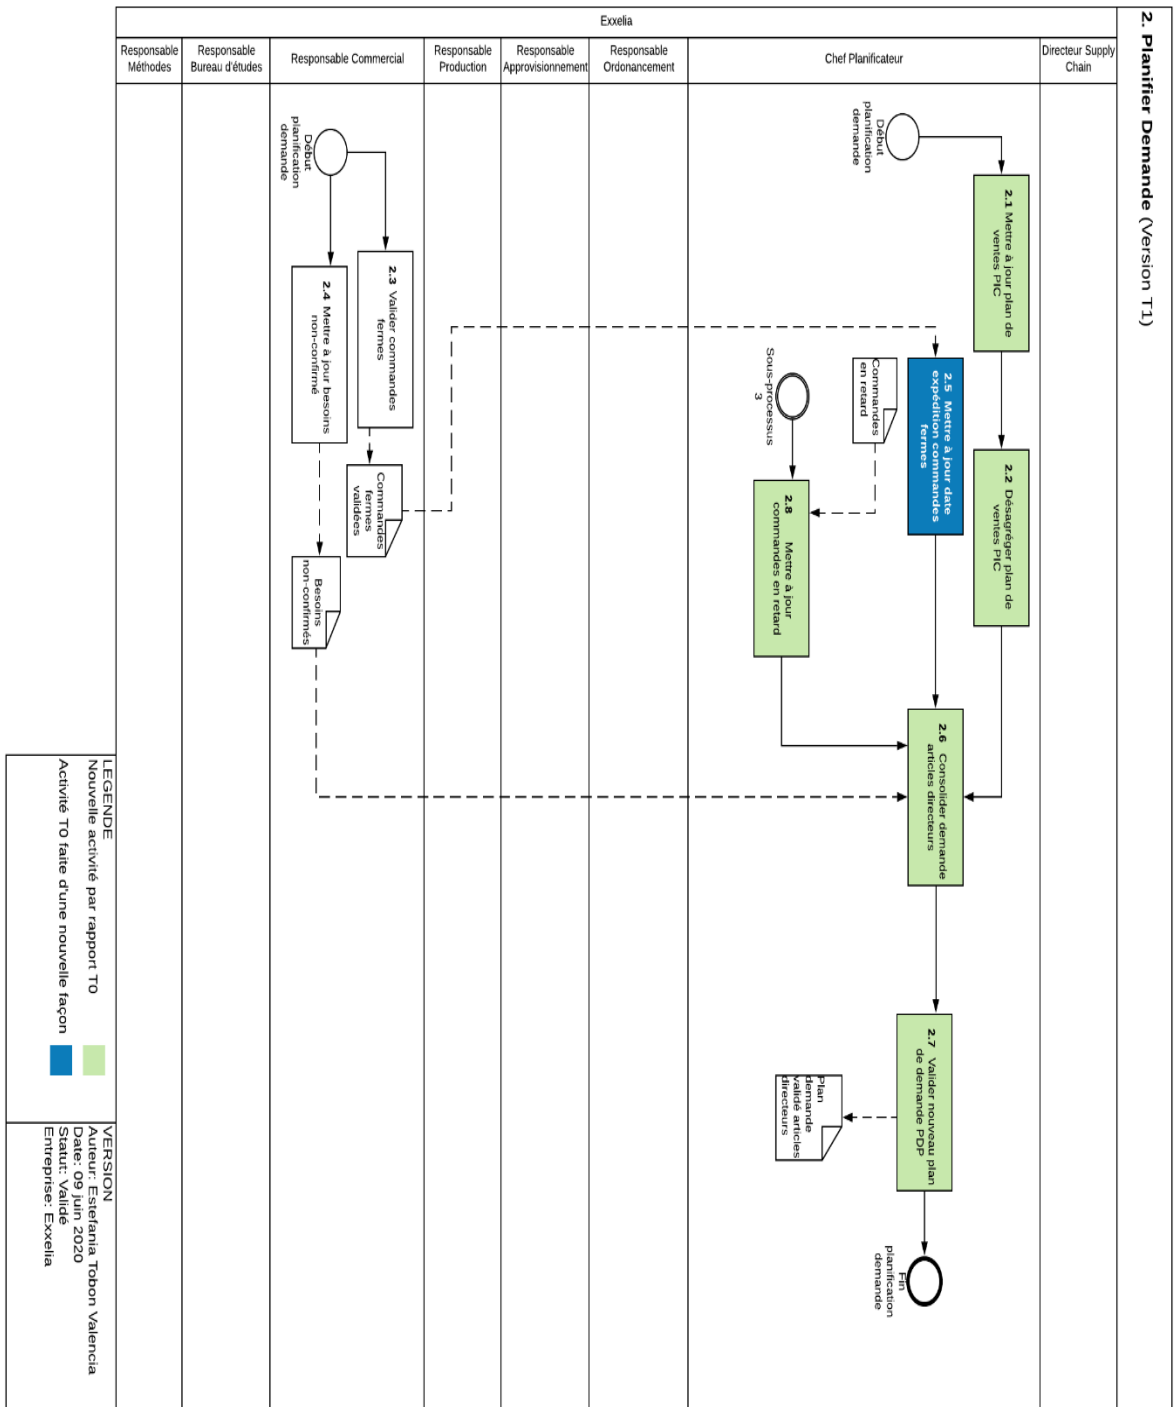 2. Planifier Demande (Version T1)
Exxelia
Responsable
Méthodes
Responsable
Bureau d'études
Responsable Commercial
Responsable
Production
Responsable
Approvisionnement
Responsable
Ordonancement
Chef Planificateur
Directeur Supply
Chain
Début
planification
demande
2.1 Mettre à jour plan de
ventes PIC
2.2 Désagréger plan de
ventes PIC
2.5 Mettre à jour date
expédition commandes
fermes
Commandes
en retard
Sous-processus
3
2.8 Mettre à jour
commandes en retard
2.6 Consolider demande
articles directeurs
2.7 Valider nouveau plan
de demande PDP
Plan
demande
validé articles
directeurs
Fin
planification
demande
Début
planification
demande
2.3 Valider commandes
fermes
Commandes
fermes
validées
2.4 Mettre à jour besoins
non-confirmé
Besoins
non-confirmés
LEGENDE
Nouvelle activité par rapport T0
Activité T0 faite d'une nouvelle façon
VERSION
Auteur: Estefania Tobon Valencia
Date: 09 juin 2020
Statut: Validé
Entreprise: Exxelia